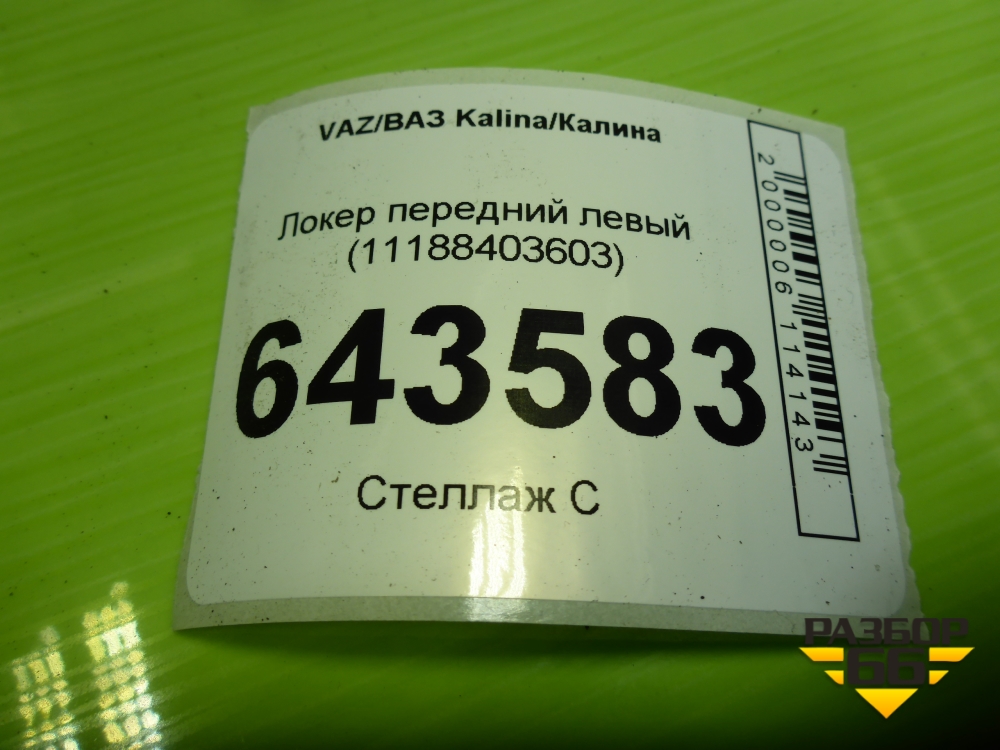 VAZ/ВАЗ Kalina/Калина
Локер передний левый
(11188403603)
643583
Стеллаж С
2000006114143
РАЗБОР
66